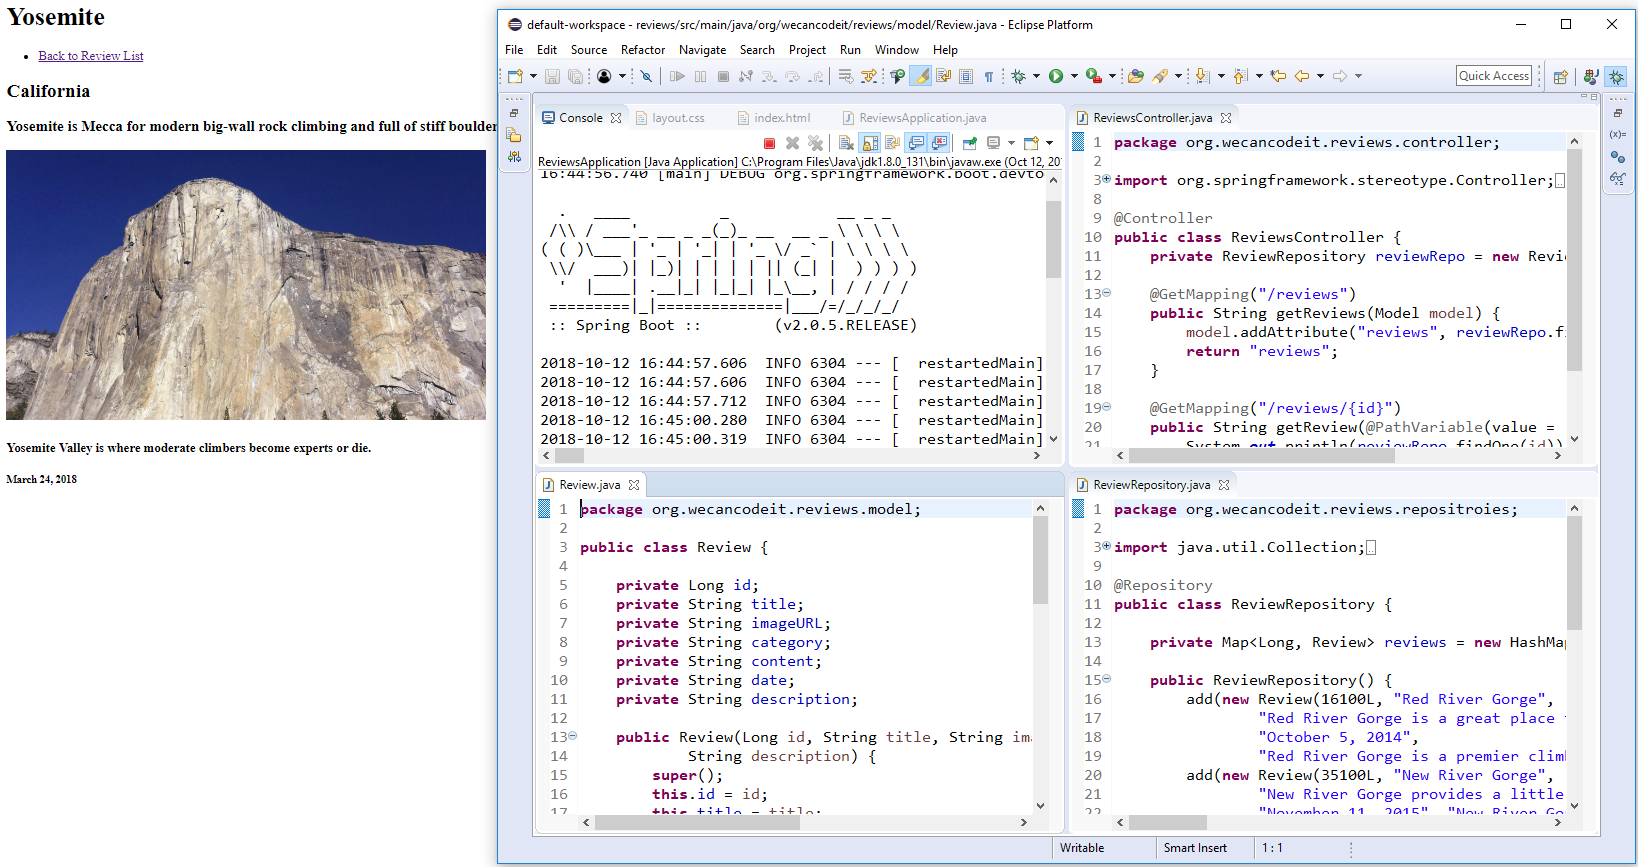 Yosemite
Back to Review List
California
Yosemite is Mecca for modern big-wall rock climbing and full of stiff boulder
Yosemite Valley is where moderate climbers become experts or die.
March 24, 2018
default-workspace - reviews/src/main/java/org/wecancodeit/reviews/model/Review.java - Eclipse Platform
File Edit Source Refactor Navigate Search Project Run Window Help
Quick Access
Console layout.css index.html ReviewsApplication.java
ReviewsApplication [Java Application] C:\Program Files\Java\jdk1.8.0_131\bin\javaw.exe (Oct 12, 20
16:44:56.740 [main] DEBUG org.springframework.boot.devto
:: Spring Boot :: (v2.0.5.RELEASE)
2018-10-12 16:44:57.606 INFO 6304 --- [ restartedMain]
2018-10-12 16:44:57.606 INFO 6304 --- [ restartedMain]
2018-10-12 16:44:57.712 INFO 6304 --- [ restartedMain]
2018-10-12 16:45:00.280 INFO 6304 --- [ restartedMain]
2018-10-12 16:45:00.319 INFO 6304 --- [ restartedMain]
ReviewsController.java
1 package org.wecancodeit.reviews.controller;
2
3 import org.springframework.stereotype.Controller;
8
9 @Controller
10 public class ReviewsController {
11 private ReviewRepository reviewRepo = new Revi
12
13 @GetMapping("/reviews")
14 public String getReviews(Model model) {
15 model.addAttribute("reviews", reviewRepo.f
16 return "reviews";
17 }
18
19 @GetMapping("/reviews/{id}")
20 public String getReview(@PathVariable(value =
21 System.out.println(reviewRepo.findOne(id))
Review.java
1 package org.wecancodeit.reviews.model;
2
3 public class Review {
4
5 private Long id;
6 private String title;
7 private String imageURL;
8 private String category;
9 private String content;
10 private String date;
11 private String description;
12
13 public Review(Long id, String title, String im
14 String description) {
15 super();
16 this.id = id;
17 this.title = title;
ReviewRepository.java
1 package org.wecancodeit.reviews.repositroies;
2
3 import java.util.Collection;
9
10 @Repository
11 public class ReviewRepository {
12
13 private Map<Long, Review> reviews = new HashMa
14
15 public ReviewRepository() {
16 add(new Review(16100L, "Red River Gorge",
17 "Red River Gorge is a great place
18 "October 5, 2014",
19 "Red River Gorge is a premier clim
20 add(new Review(35100L, "New River Gorge",
21 "New River Gorge provides a little
22 "November 11, 2015", "New River Go
Writable Smart Insert 1 : 1